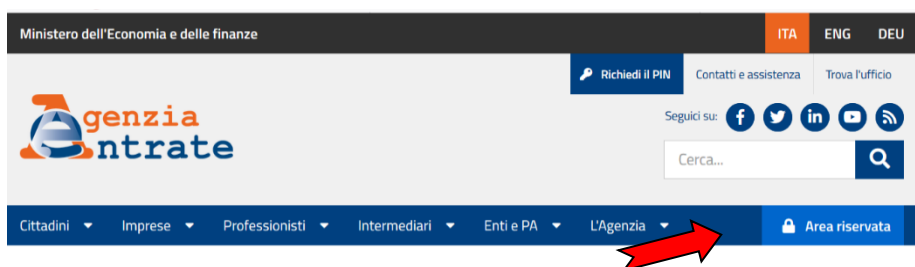 Ministero dell'Economia e delle finanze
ITA ENG DEU
Richiedi il PIN Contatti e assistenza Trova l'ufficio
Agenzia
entrate
Seguici su:
Cerca...
Cittadini Imprese Professionisti Intermediari Enti e PA L'Agenzia Area riservata